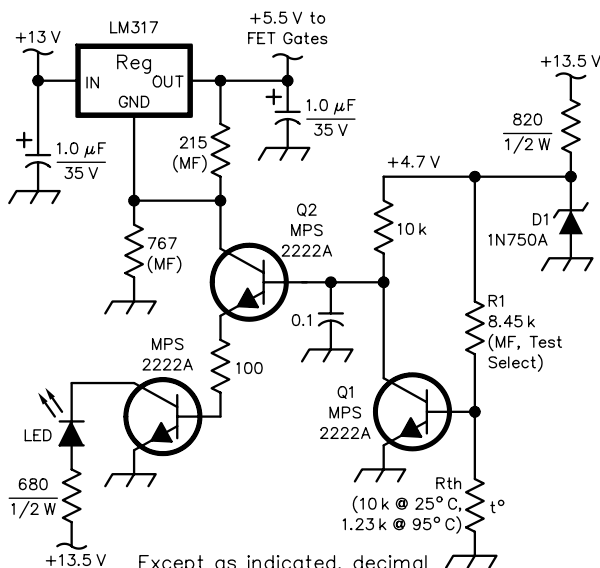 LM317
+13 V
Reg
IN
OUT
GND
+5.5 V to
FET Gates
+
1.0 µF
35 V
+
1.0 µF
35 V
215
(MF)
767
(MF)
+13.5 V
820
1/2 W
+4.7 V
D1
1N750A
10 k
Q2
MPS
2222A
0.1
R1
8.45 k
(MF, Test
Select)
MPS
2222A
100
Q1
MPS
2222A
LED
680
1/2 W
+13.5 V
Rth
(10 k @ 25° C,
1.23 k @ 95° C)
t°
Except as indicated, decimal